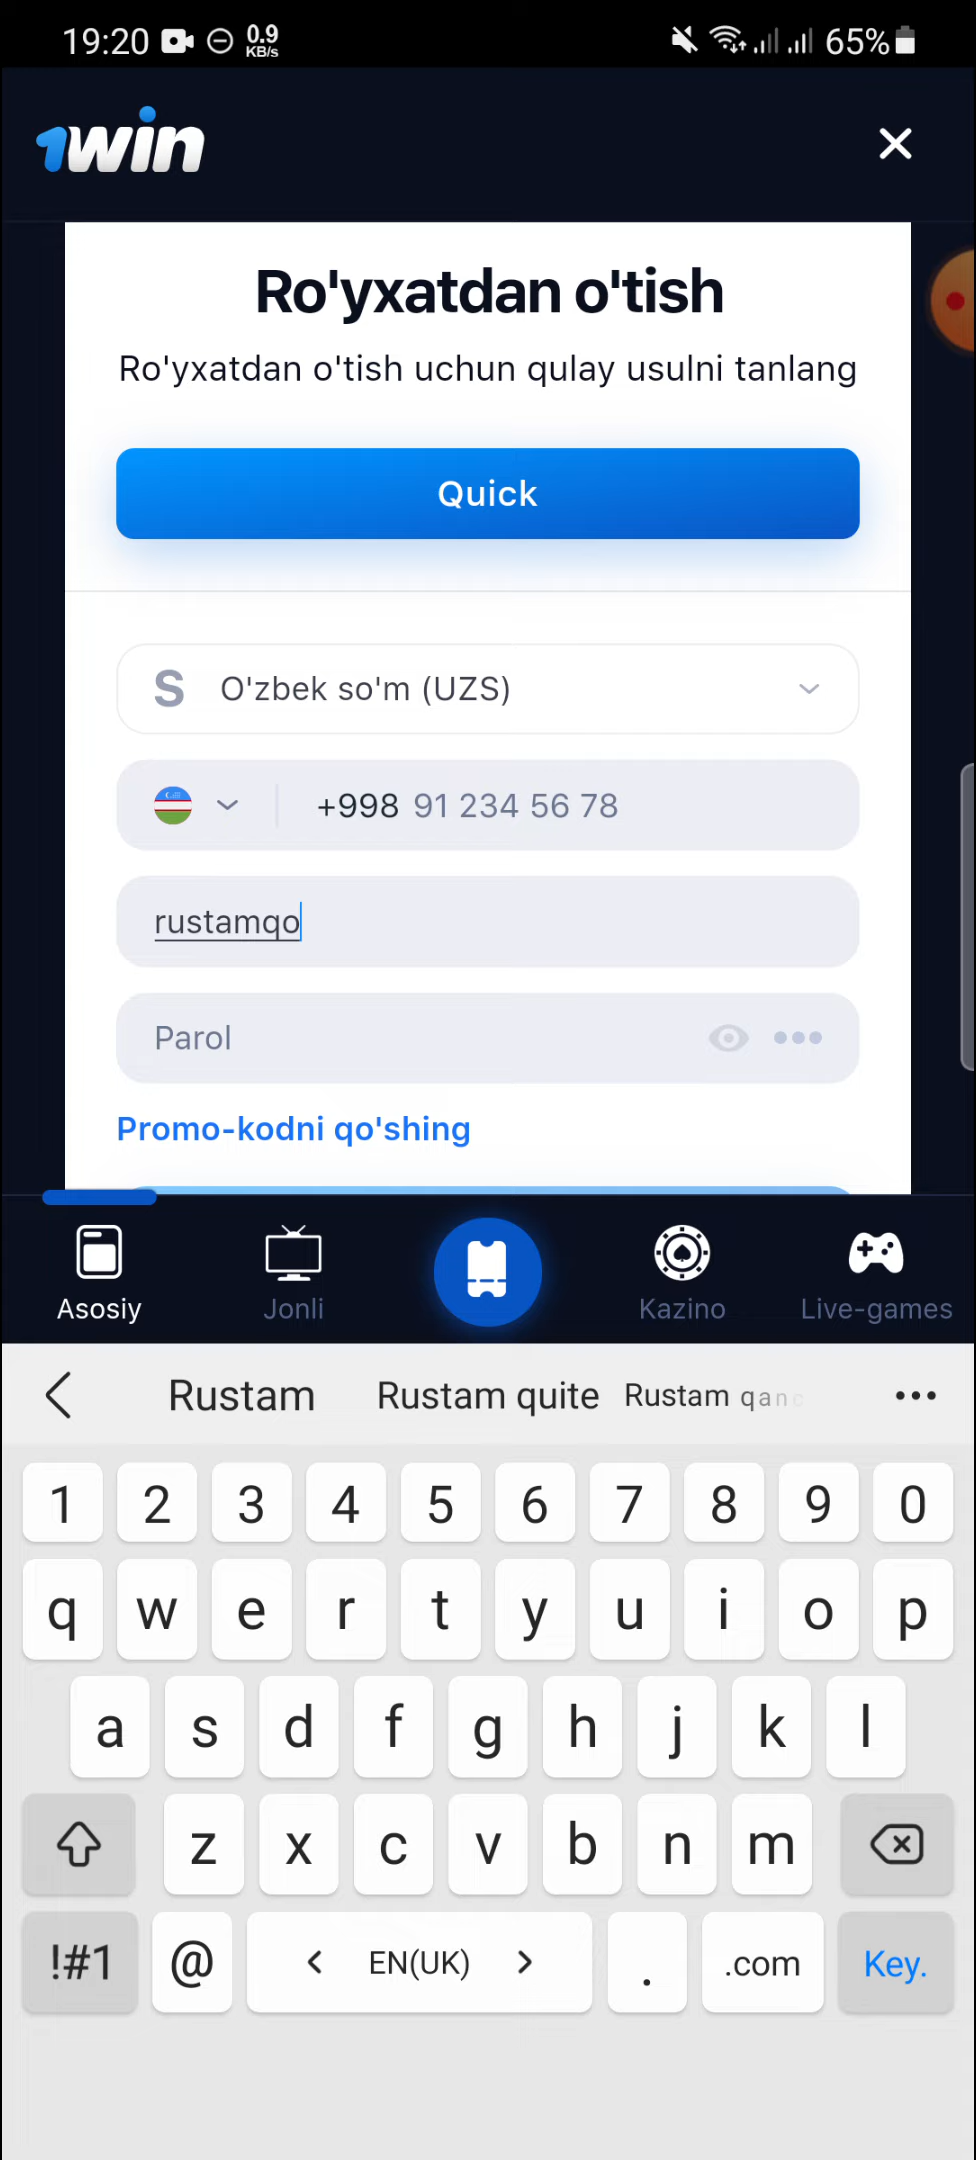 19:20 0.9 KB/s 65%
1win
Ro'yxatdan o'tish
Ro'yxatdan o'tish uchun qulay usulni tanlang
Quick
S O'zbek so'm (UZS)
+998 91 234 56 78
rustamqo
Parol
Promo-kodni qo'shing
Asosiy Jonli Kazino Live-games
Rustam Rustam quite Rustam qanc
1 2 3 4 5 6 7 8 9 0
q w e r t y u i o p
a s d f g h j k l
z x c v b n m
!#1 @ < EN(UK) > . .com Key.